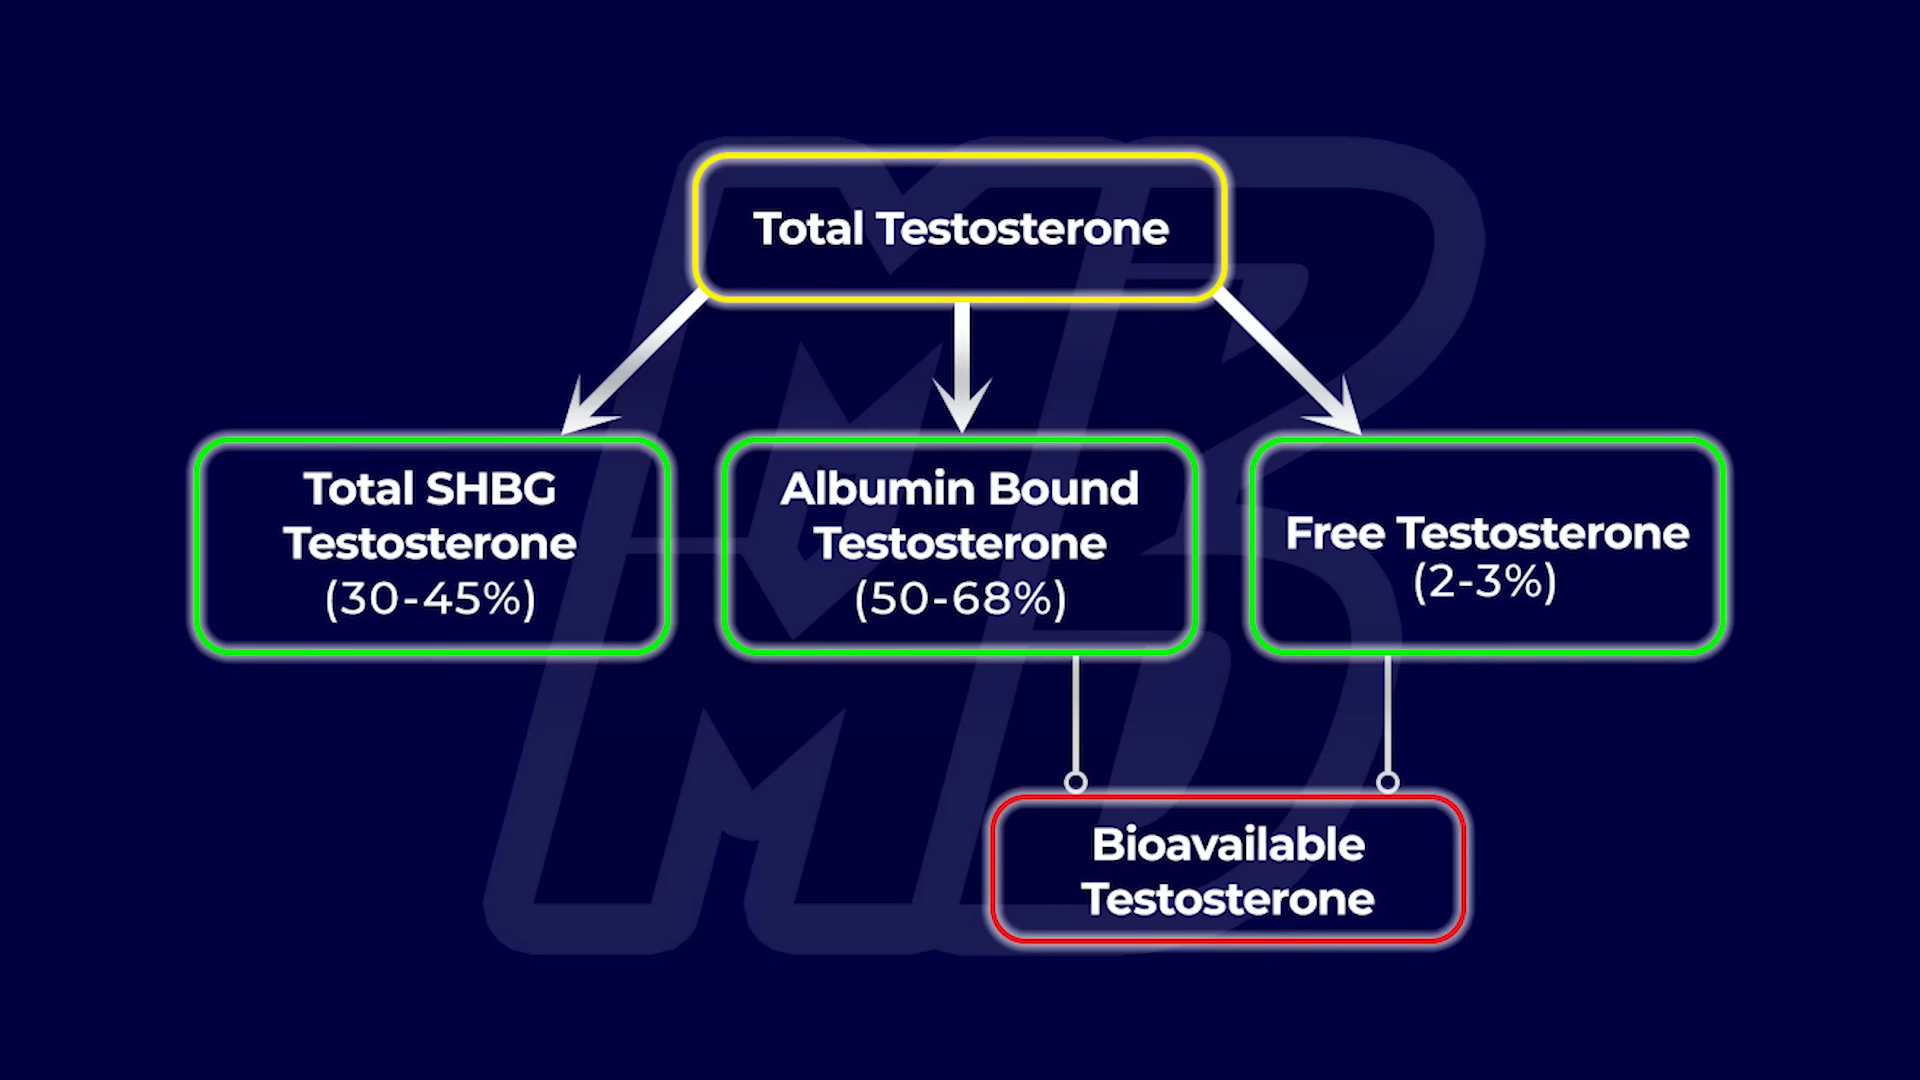 Total Testosterone
Total SHBG
Testosterone
(30-45%)
Albumin Bound
Testosterone
(50-68%)
Free Testosterone
(2-3%)
Bioavailable
Testosterone